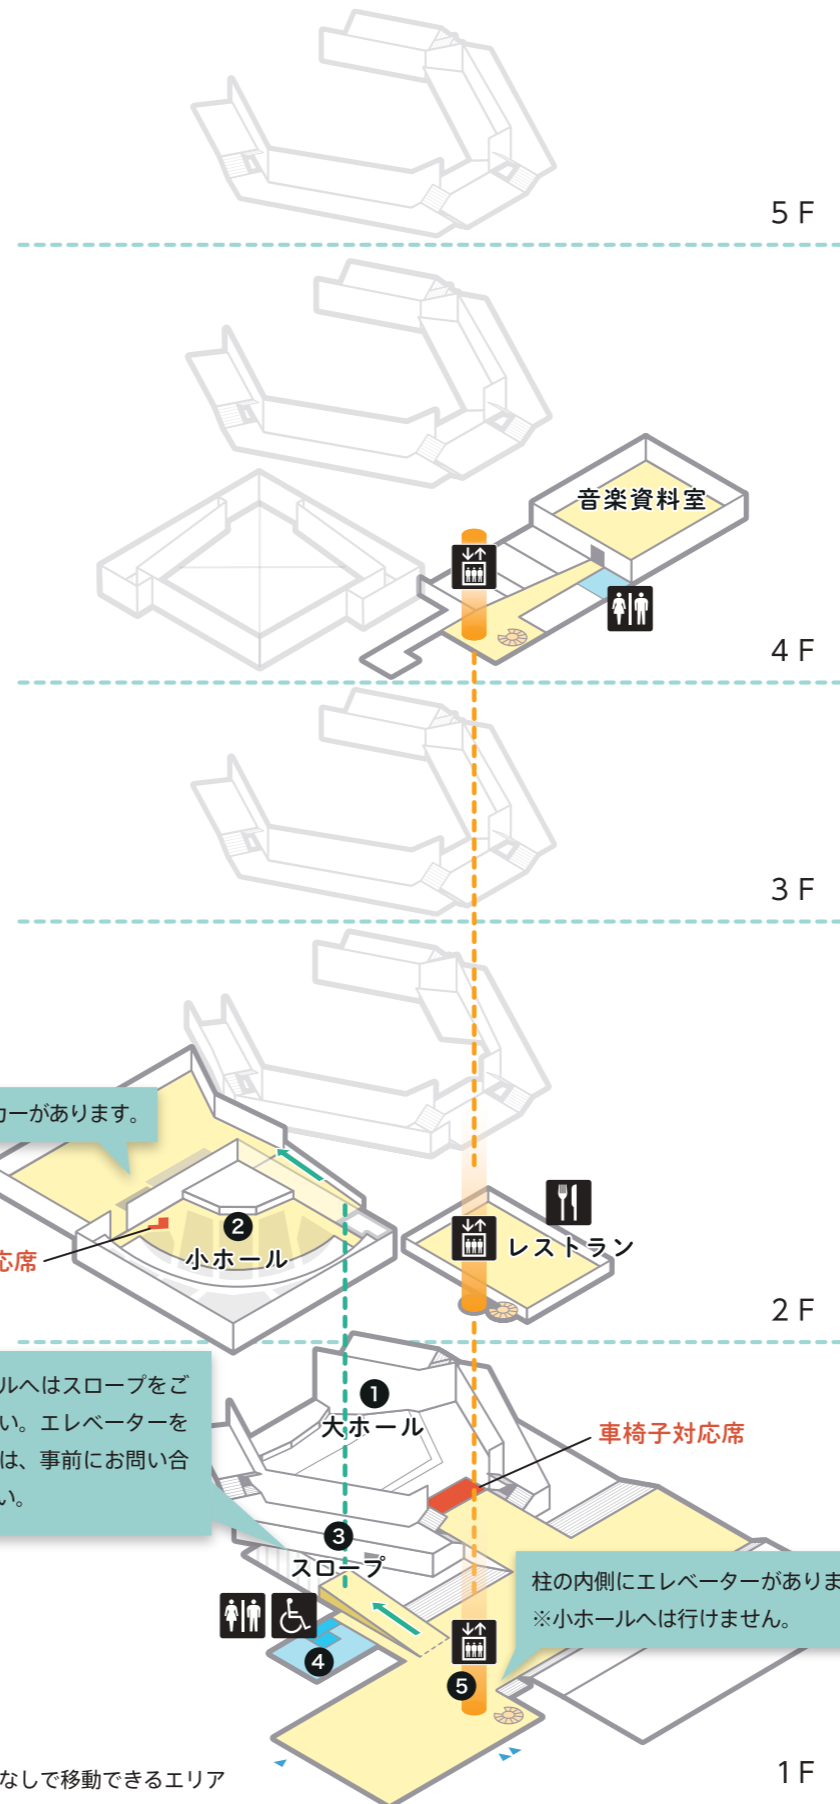 5 F
音楽資料室
4 F
3 F
カーがあります。
応席
❷
小ホール
レストラン
2 F
ルへはスロープをご
い。エレベーターを
は、事前にお問い合
い。
❶
大ホール
車椅子対応席
❸
スロープ
❹
❺
柱の内側にエレベーターがありま
※小ホールへは行けません。
なしで移動できるエリア
1 F